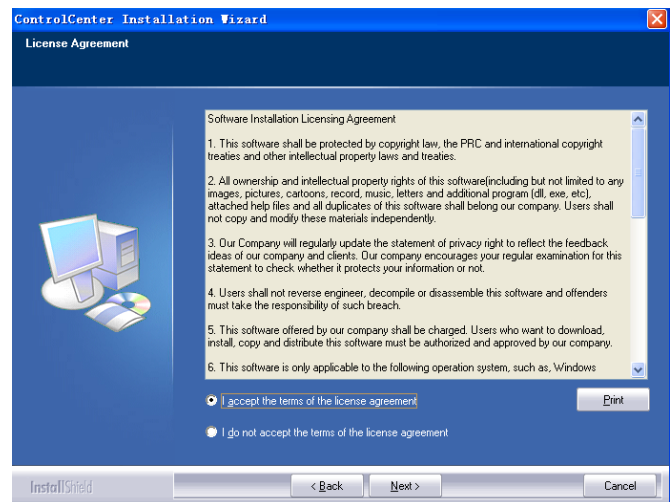 ControlCenter Installation Wizard
License Agreement
Software Installation Licensing Agreement
1. This software shall be protected by copyright law, the PRC and international copyright
treaties and other intellectual property laws and treaties.
2. All ownership and intellectual property rights of this software(including but not limited to any
images, pictures, cartoons, record, music, letters and additional program (dll, exe, etc),
attached help files and all duplicates of this software shall belong our company. Users shall
not copy and modify these materials independently.
3. Our Company will regularly update the statement of privacy right to reflect the feedback
ideas of our company and clients. Our company encourages your regular examination for this
statement to check whether it protects your information or not.
4. Users shall not reverse engineer, decompile or disassemble this software and offenders
must take the responsibility of such breach.
5. This software offered by our company shall be charged. Users who want to download,
install, copy and distribute this software must be authorized and approved by our company.
6. This software is only applicable to the following operation system, such as, Windows
I accept the terms of the license agreement
Print
I do not accept the terms of the license agreement
InstallShield
< Back
Next >
Cancel